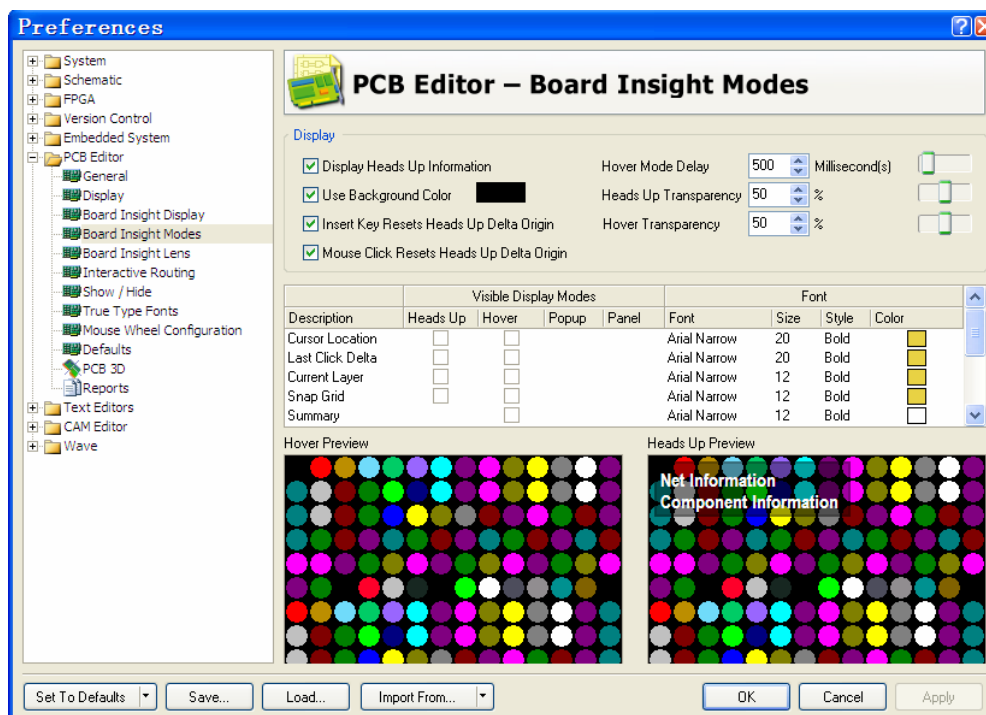 Preferences
System
Schematic
FPGA
Version Control
Embedded System
PCB Editor
General
Display
Board Insight Display
Board Insight Modes
Board Insight Lens
Interactive Routing
Show / Hide
True Type Fonts
Mouse Wheel Configuration
Defaults
PCB 3D
Reports
Text Editors
CAM Editor
Wave
PCB Editor – Board Insight Modes
Display
Display Heads Up Information Hover Mode Delay 500 Millisecond(s)
Use Background Color Heads Up Transparency 50 %
Insert Key Resets Heads Up Delta Origin Hover Transparency 50 %
Mouse Click Resets Heads Up Delta Origin
Visible Display Modes Font
Description Heads Up Hover Popup Panel Font Size Style Color
Cursor Location Arial Narrow 20 Bold
Last Click Delta Arial Narrow 20 Bold
Current Layer Arial Narrow 12 Bold
Snap Grid Arial Narrow 12 Bold
Summary Arial Narrow 12 Bold
Hover Preview Heads Up Preview
Net Information
Component Information
Set To Defaults Save... Load... Import From... OK Cancel Apply